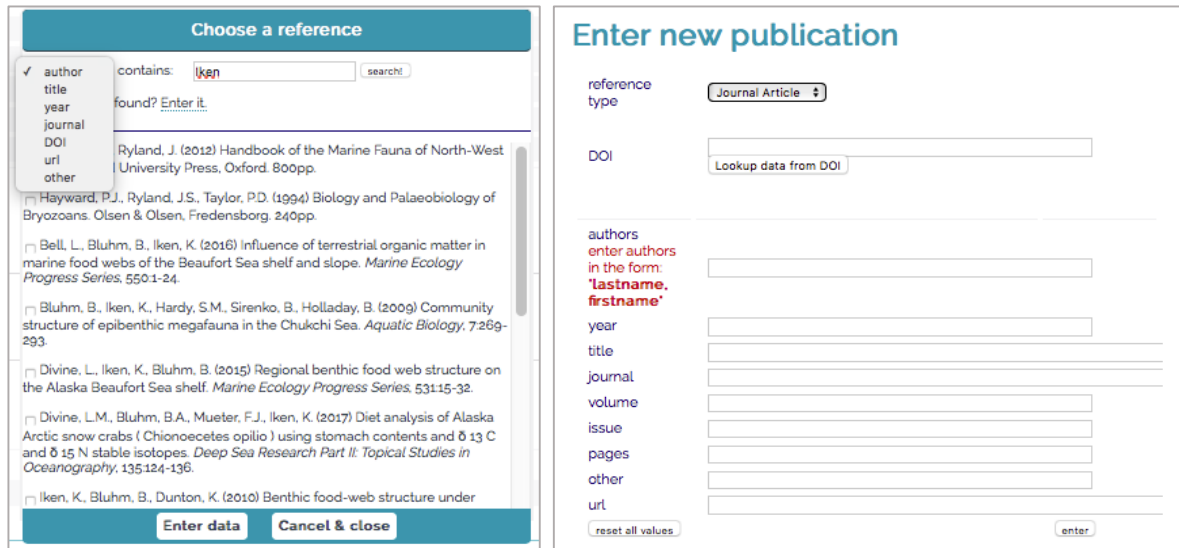 Choose a reference
✓ author contains: Iken search!
title
year
found? Enter it.
journal
DOI
url
other
Ryland, J. (2012) Handbook of the Marine Fauna of North-West
University Press, Oxford. 800pp.
Hayward, P.J., Ryland, J.S., Taylor, P.D. (1994) Biology and Palaeobiology of
Bryozoans. Olsen & Olsen, Fredensborg. 240pp.
Bell, L., Bluhm, B., Iken, K. (2016) Influence of terrestrial organic matter in
marine food webs of the Beaufort Sea shelf and slope. Marine Ecology
Progress Series, 550:1-24.
Bluhm, B., Iken, K., Hardy, S.M., Sirenko, B., Holladay, B. (2009) Community
structure of epibenthic megafauna in the Chukchi Sea. Aquatic Biology, 7:269-
293.
Divine, L., Iken, K., Bluhm, B. (2015) Regional benthic food web structure on
the Alaska Beaufort Sea shelf. Marine Ecology Progress Series, 531:15-32.
Divine, L.M., Bluhm, B.A., Mueter, F.J., Iken, K. (2017) Diet analysis of Alaska
Arctic snow crabs ( Chionoecetes opilio ) using stomach contents and δ 13 C
and δ 15 N stable isotopes. Deep Sea Research Part II: Topical Studies in
Oceanography, 135:124-136.
Iken, K., Bluhm, B., Dunton, K. (2010) Benthic food-web structure under
Enter data Cancel & close
Enter new publication
reference
type
Journal Article
DOI
Lookup data from DOI
authors
enter authors
in the form:
"lastname,
firstname"
year
title
journal
volume
issue
pages
other
url
reset all values enter